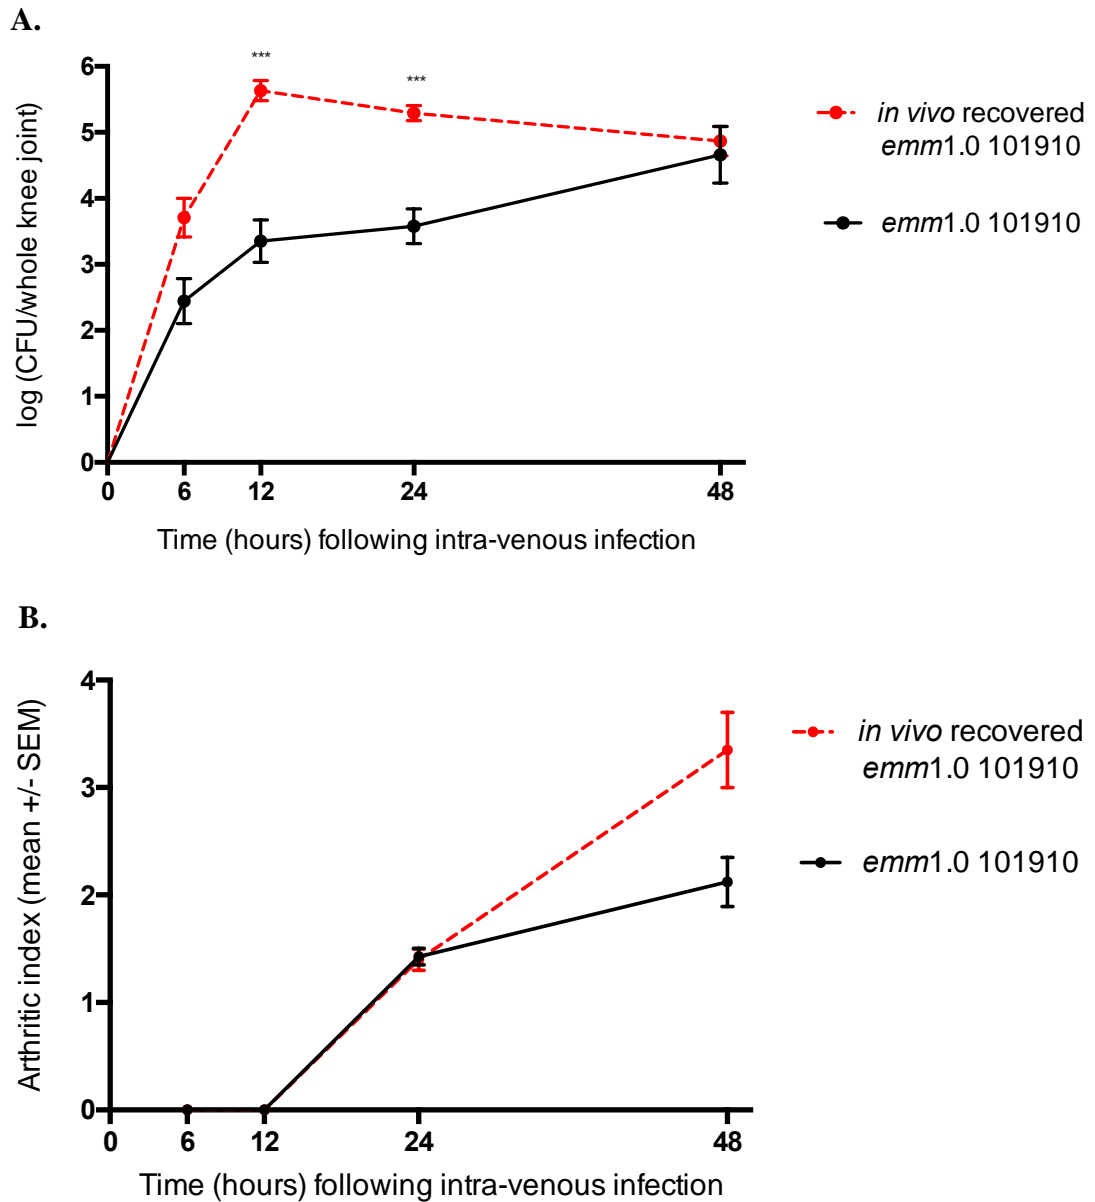 A.
*** ***
6
5
4
3
2
1
0
log (CFU/whole knee joint)
0 6 12 24 48
Time (hours) following intra-venous infection
in vivo recovered
emm1.0 101910
emm1.0 101910
B.
4
3
2
1
0
Arthritic index (mean +/- SEM)
0 6 12 24 48
Time (hours) following intra-venous infection
in vivo recovered
emm1.0 101910
emm1.0 101910